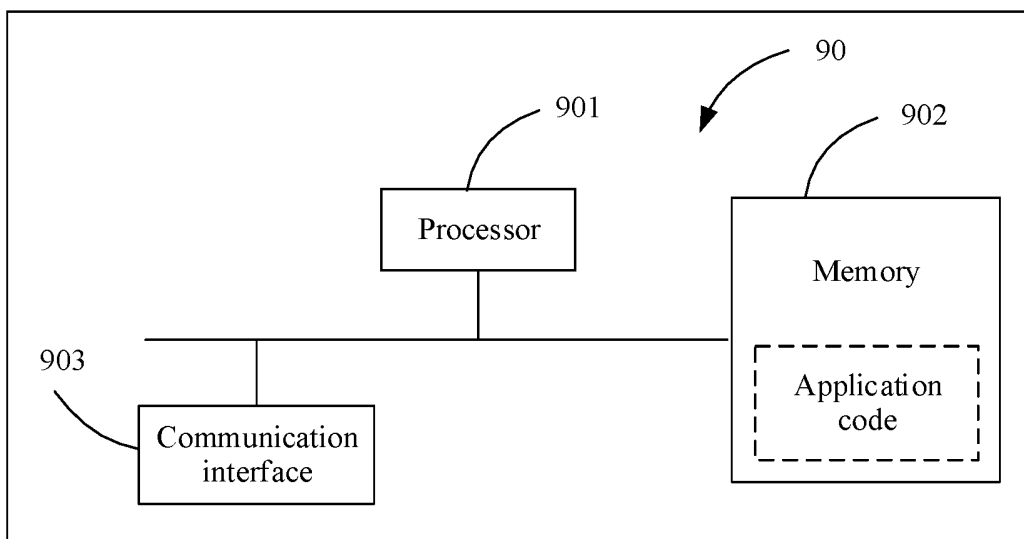 90
901
902
Processor
Memory
903
Application
code
Communication
interface